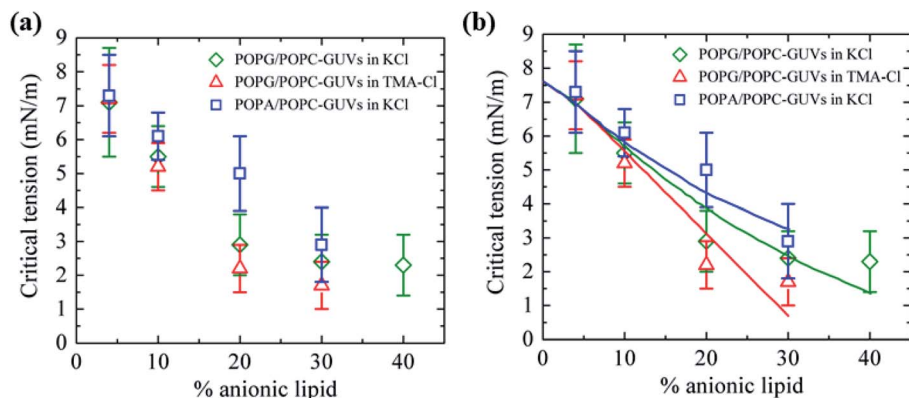 (a)
9
8
7
6
5
4
3
2
1
0
Critical tension (mN/m)
POPG/POPC-GUVs in KCl
POPG/POPC-GUVs in TMA-Cl
POPA/POPC-GUVs in KCl
0 10 20 30 40
% anionic lipid
(b)
9
8
7
6
5
4
3
2
1
0
Critical tension (mN/m)
POPG/POPC-GUVs in KCl
POPG/POPC-GUVs in TMA-Cl
POPA/POPC-GUVs in KCl
0 10 20 30 40
% anionic lipid